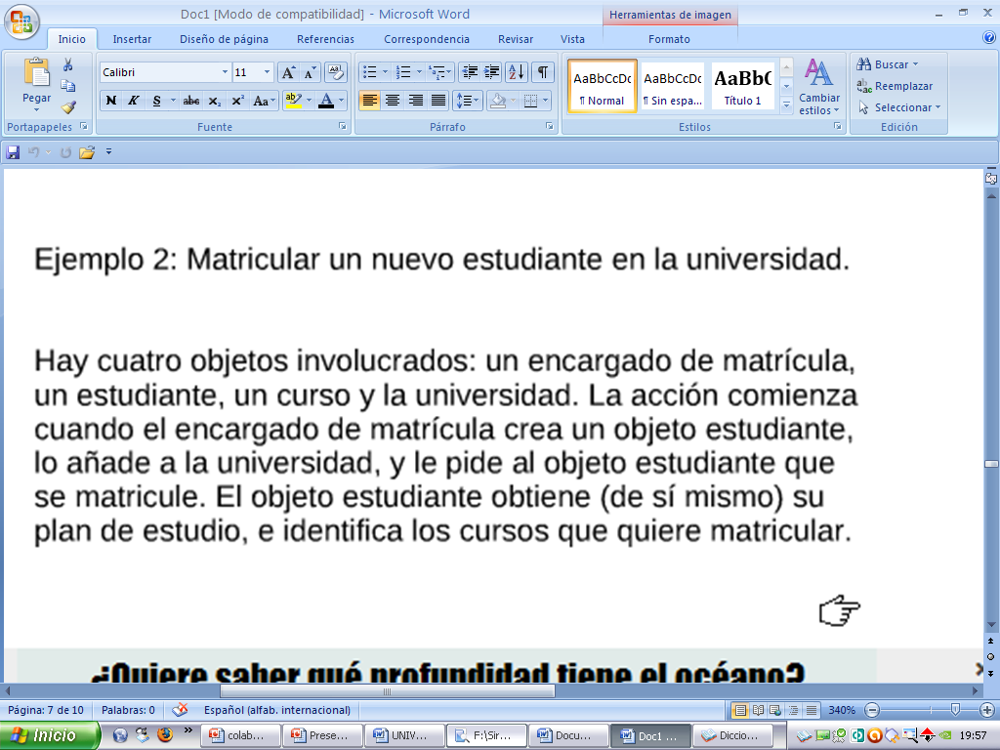 Doc1 [Modo de compatibilidad] - Microsoft Word
Herramientas de imagen
Inicio Insertar Diseño de página Referencias Correspondencia Revisar Vista Formato
Pegar
Portapapeles
Calibri 11
N K S abc x₂ x² Aa
Fuente
Párrafo
AaBbCcDc AaBbCcDc AaBbC
¶ Normal ¶ Sin espa... Título 1
Cambiar
estilos
Estilos
Buscar
Reemplazar
Seleccionar
Edición
Ejemplo 2: Matricular un nuevo estudiante en la universidad.
Hay cuatro objetos involucrados: un encargado de matrícula,
un estudiante, un curso y la universidad. La acción comienza
cuando el encargado de matrícula crea un objeto estudiante,
lo añade a la universidad, y le pide al objeto estudiante que
se matricule. El objeto estudiante obtiene (de sí mismo) su
plan de estudio, e identifica los cursos que quiere matricular.
¿Quiere saber qué profundidad tiene el océano?
Página: 7 de 10 Palabras: 0 Español (alfab. internacional) 340%
Inicio colab... Prese... UNIV... F:\Sir... Docu... Doc1 ... Diccio... 19:57